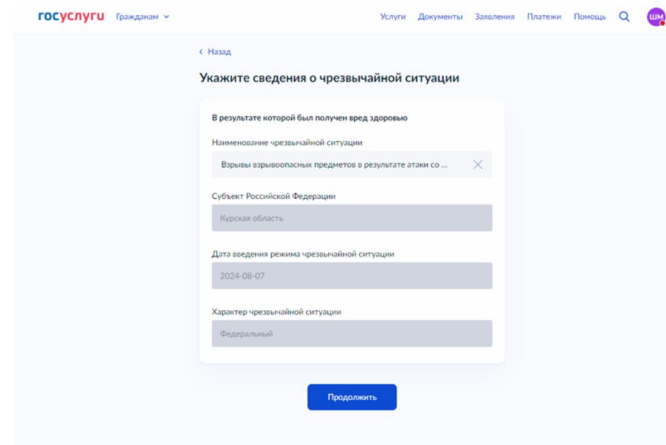 госуслуги Гражданам Услуги Документы Заявления Платежи Помощь ШМ
Назад
Укажите сведения о чрезвычайной ситуации
В результате которой был получен вред здоровью
Наименование чрезвычайной ситуации
Взрывы взрывоопасных предметов в результате атаки со ...
Субъект Российской Федерации
Курская область
Дата введения режима чрезвычайной ситуации
2024-08-07
Характер чрезвычайной ситуации
Федеральный
Продолжить